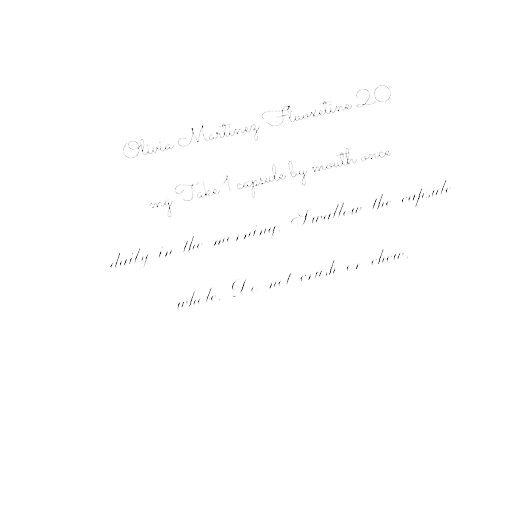 Olivia Martinez Fluoxetine 20
mg Take 1 capsule by mouth once
daily in the morning. Swallow the capsule
whole. Do not crush or chew.